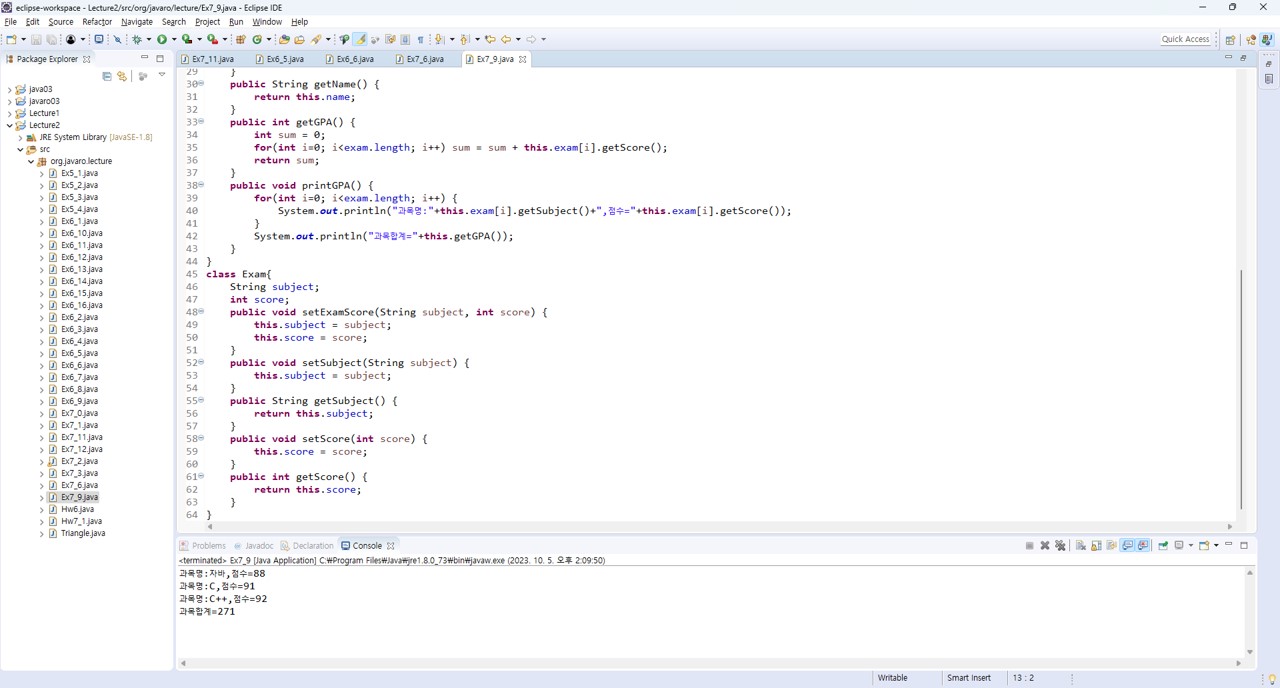 eclipse-workspace - Lecture2/src/org/javaro/lecture/Ex7_9.java - Eclipse IDE
File Edit Source Refactor Navigate Search Project Run Window Help
Quick Access
Package Explorer
java03
javaro03
Lecture1
Lecture2
JRE System Library [JavaSE-1.8]
src
org.javaro.lecture
Ex5_1.java
Ex5_2.java
Ex5_3.java
Ex5_4.java
Ex6_1.java
Ex6_10.java
Ex6_11.java
Ex6_12.java
Ex6_13.java
Ex6_14.java
Ex6_15.java
Ex6_16.java
Ex6_2.java
Ex6_3.java
Ex6_4.java
Ex6_5.java
Ex6_6.java
Ex6_7.java
Ex6_8.java
Ex6_9.java
Ex7_0.java
Ex7_1.java
Ex7_11.java
Ex7_12.java
Ex7_2.java
Ex7_3.java
Ex7_6.java
Ex7_9.java
Hw6.java
Hw7_1.java
Triangle.java
Ex7_11.java Ex6_5.java Ex6_6.java Ex7_6.java Ex7_9.java
29 }
30 public String getName() {
31 return this.name;
32 }
33 public int getGPA() {
34 int sum = 0;
35 for(int i=0; i<exam.length; i++) sum = sum + this.exam[i].getScore();
36 return sum;
37 }
38 public void printGPA() {
39 for(int i=0; i<exam.length; i++) {
40 System.out.println("과목명:"+this.exam[i].getSubject()+",점수="+this.exam[i].getScore());
41 }
42 System.out.println("과목합계="+this.getGPA());
43 }
44 }
45 class Exam{
46 String subject;
47 int score;
48 public void setExamScore(String subject, int score) {
49 this.subject = subject;
50 this.score = score;
51 }
52 public void setSubject(String subject) {
53 this.subject = subject;
54 }
55 public String getSubject() {
56 return this.subject;
57 }
58 public void setScore(int score) {
59 this.score = score;
60 }
61 public int getScore() {
62 return this.score;
63 }
64 }
Problems Javadoc Declaration Console
<terminated> Ex7_9 [Java Application] C:₩Program Files₩Java₩jre1.8.0_73₩bin₩javaw.exe (2023. 10. 5. 오후 2:09:50)
과목명:자바,점수=88
과목명:C,점수=91
과목명:C++,점수=92
과목합계=271
Writable Smart Insert 13 : 2